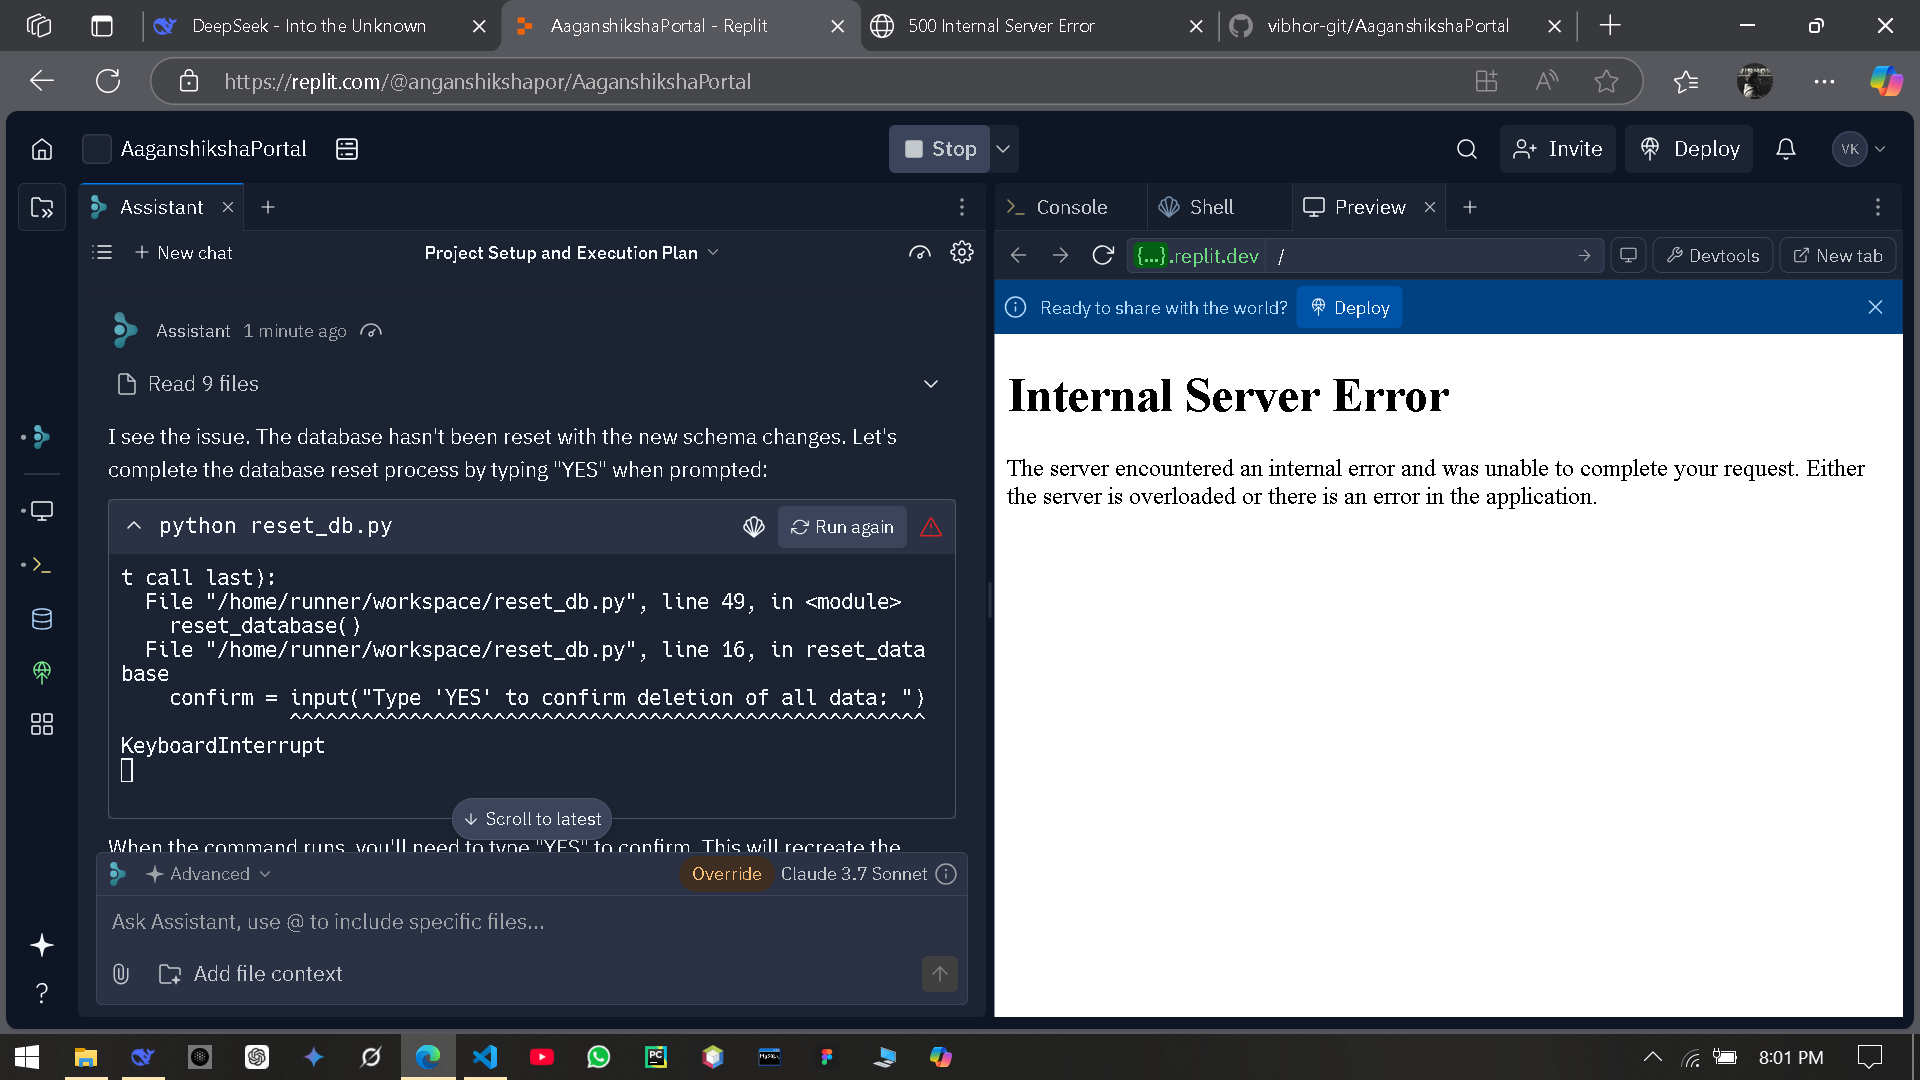 DeepSeek - Into the Unknown
AaganshikshaPortal - Replit
500 Internal Server Error
vibhor-git/AaganshikshaPortal
https://replit.com/@anganshikshapor/AaganshikshaPortal
AaganshikshaPortal
Stop
Invite
Deploy
VK
Assistant
Console
Shell
Preview
New chat
Project Setup and Execution Plan
{...}.replit.dev /
Devtools
New tab
Ready to share with the world?
Deploy
Assistant 1 minute ago
Read 9 files
I see the issue. The database hasn't been reset with the new schema changes. Let's
complete the database reset process by typing "YES" when prompted:
python reset_db.py
Run again
t call last):
File "/home/runner/workspace/reset_db.py", line 49, in <module>
reset_database()
File "/home/runner/workspace/reset_db.py", line 16, in reset_data
base
confirm = input("Type 'YES' to confirm deletion of all data: ")
^^^^^^^^^^^^^^^^^^^^^^^^^^^^^^^^^^^^^^^^^^^^^^^^^^^^^
KeyboardInterrupt
Scroll to latest
When the command runs, you'll need to type "YES" to confirm. This will recreate the
Advanced
Override
Claude 3.7 Sonnet
Ask Assistant, use @ to include specific files...
Add file context
Internal Server Error
The server encountered an internal error and was unable to complete your request. Either
the server is overloaded or there is an error in the application.
PC
MySQL
8:01 PM